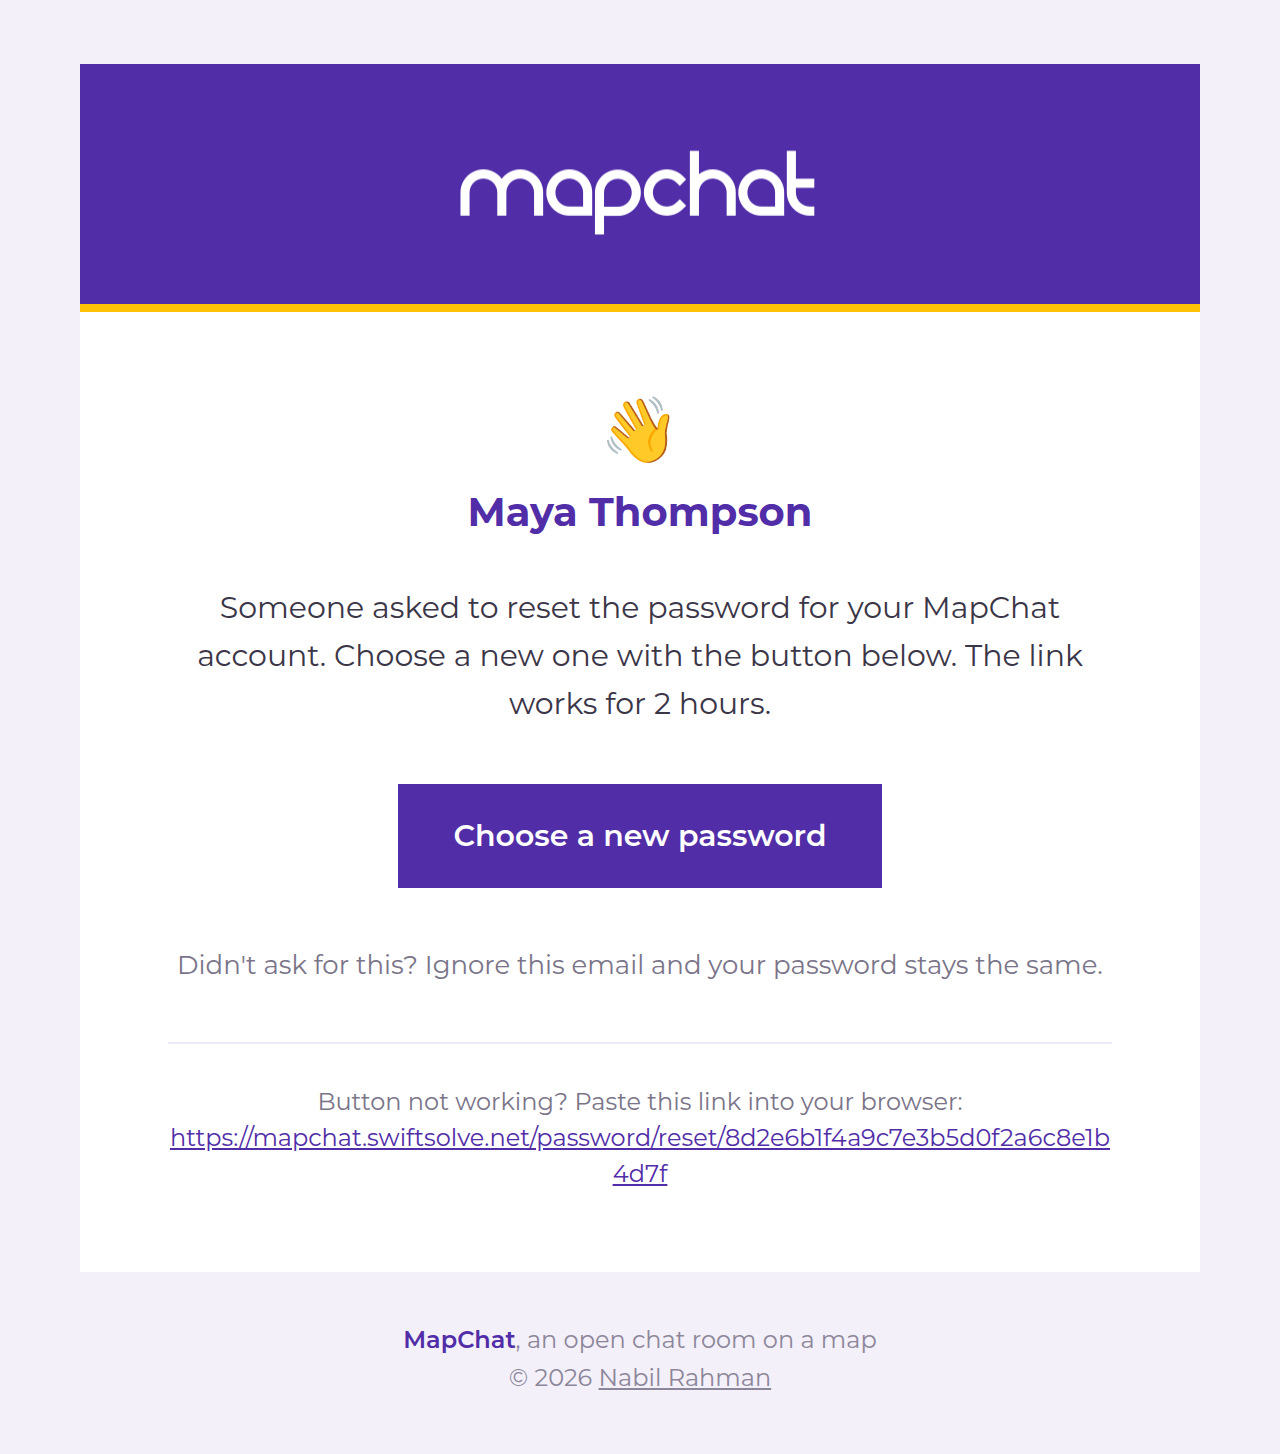 mapchat
Maya Thompson
Someone asked to reset the password for your MapChat
account. Choose a new one with the button below. The link
works for 2 hours.
Choose a new password
Didn't ask for this? Ignore this email and your password stays the same.
Button not working? Paste this link into your browser:
https://mapchat.swiftsolve.net/password/reset/8d2e6b1f4a9c7e3b5d0f2a6c8e1b
4d7f
MapChat, an open chat room on a map
© 2026 Nabil Rahman